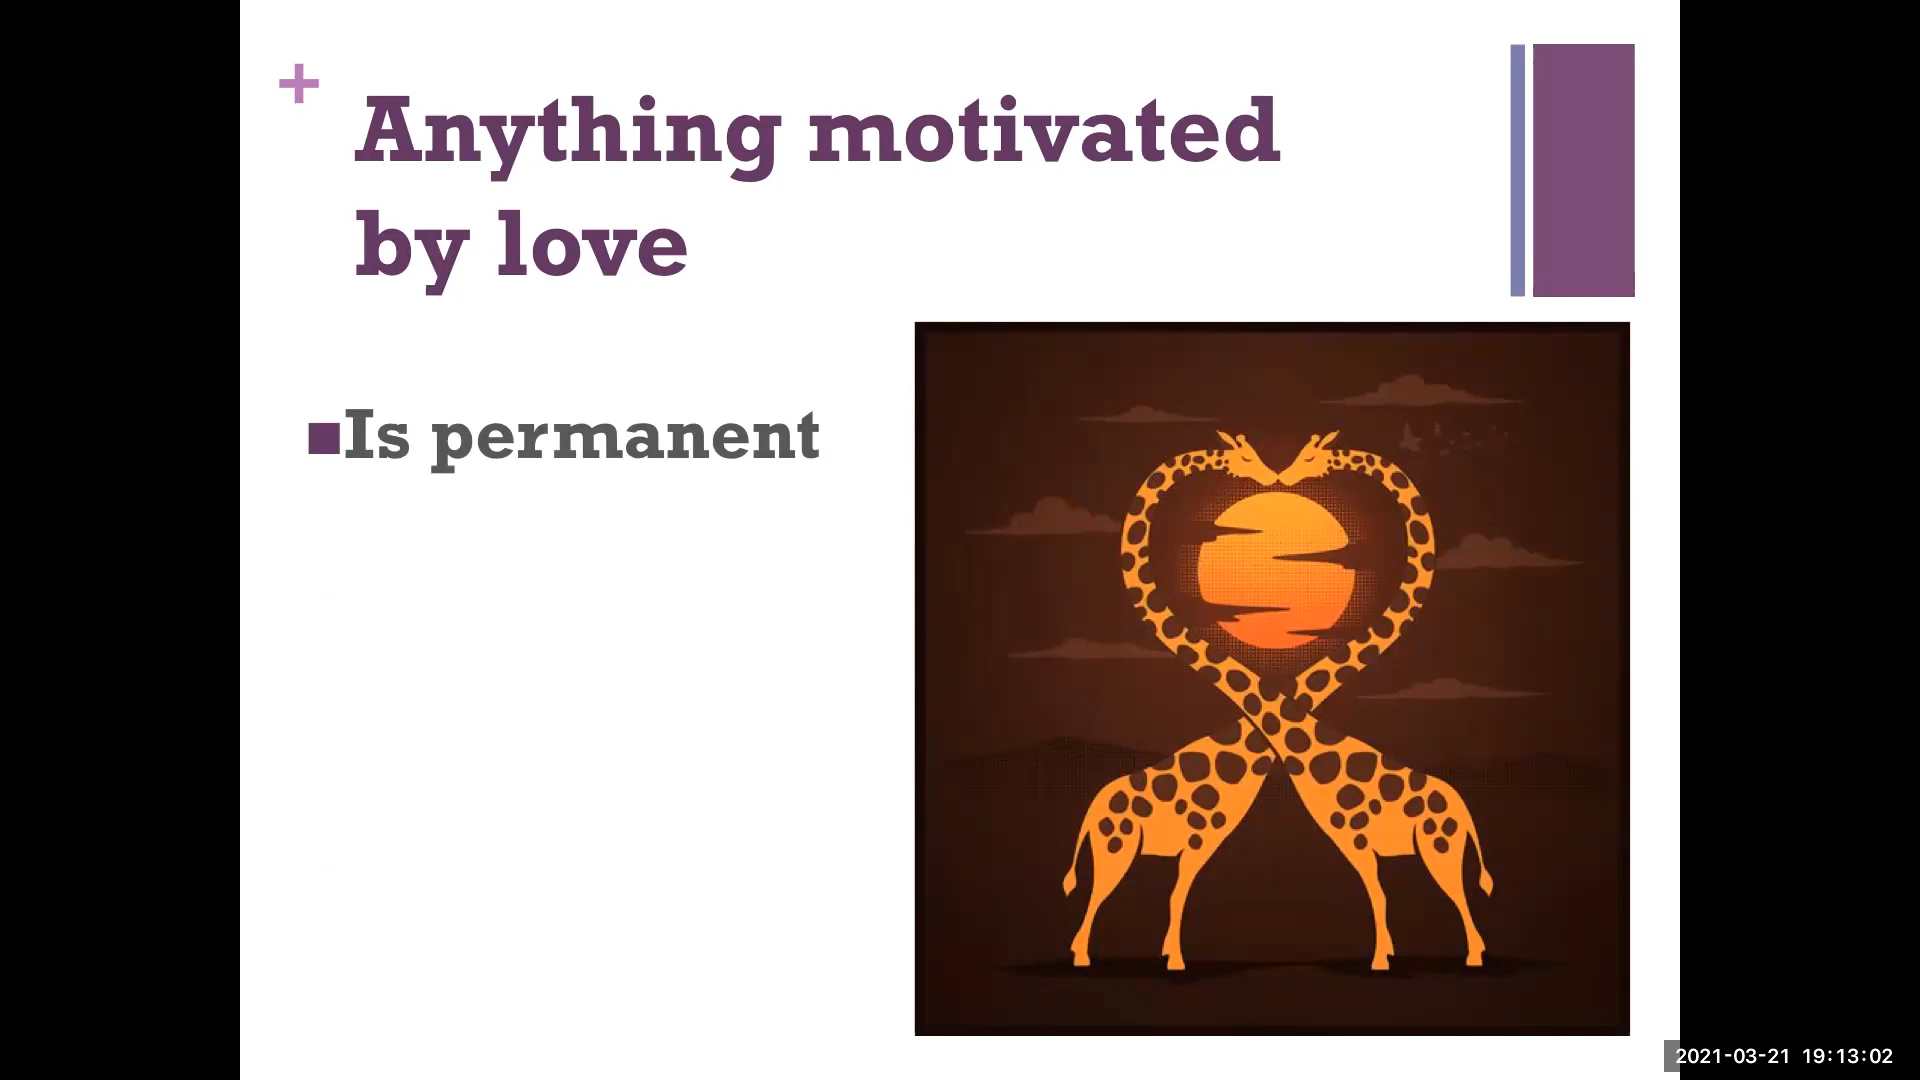 +
Anything motivated
by love
Is permanent
2021-03-21 19:13:02